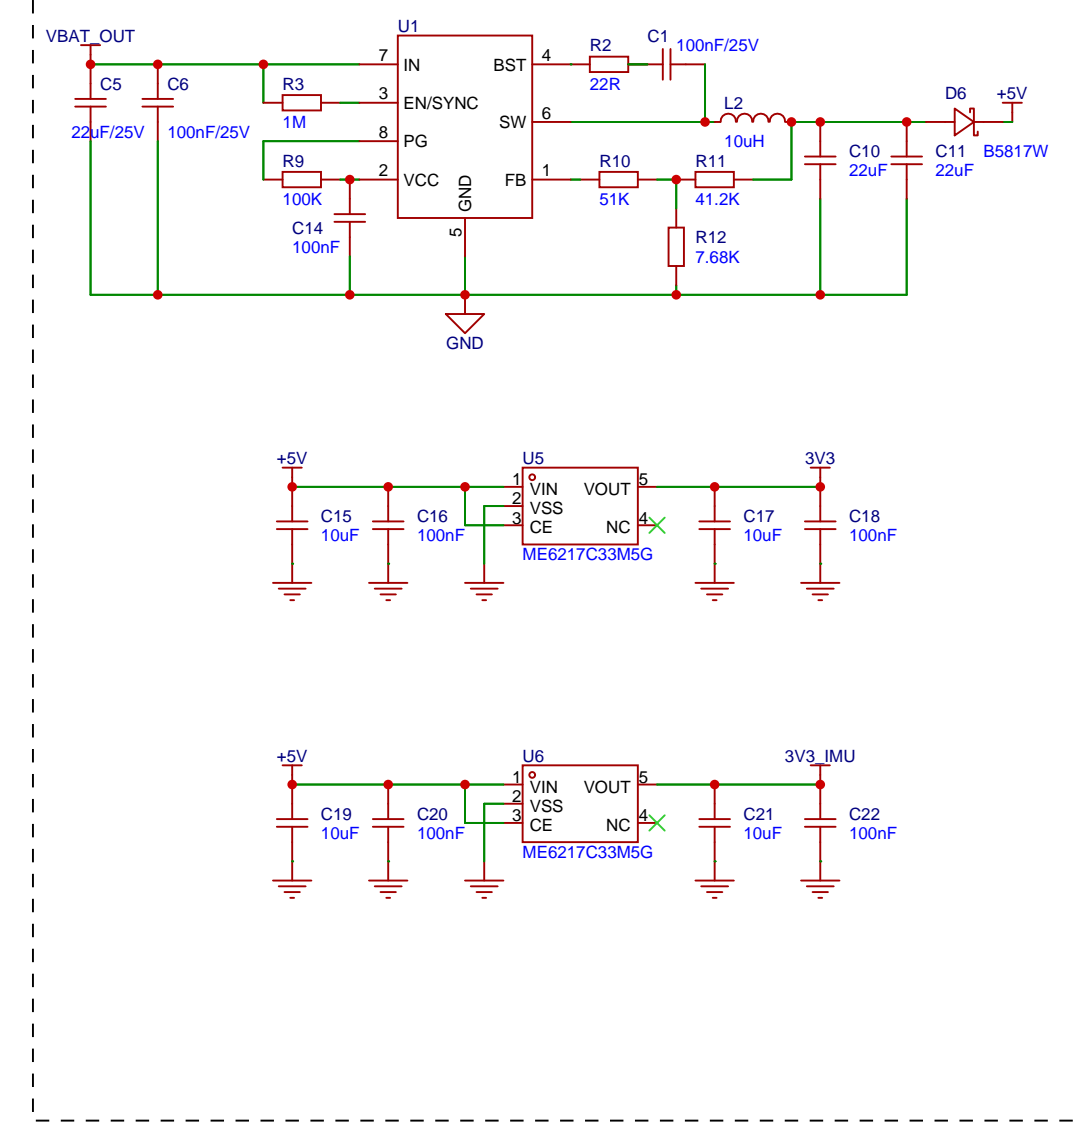 VBAT_OUT
C5
22uF/25V
C6
100nF/25V
R3
1M
R9
100K
C14
100nF
U1
7 IN
3 EN/SYNC
8 PG
2 VCC
BST 4
SW 6
FB 1
GND
5
GND
R2
22R
C1
100nF/25V
L2
10uH
R10
51K
R11
41.2K
R12
7.68K
C10
22uF
C11
22uF
D6
B5817W
+5V
+5V
C15
10uF
C16
100nF
U5
1 VIN
2 VSS
3 CE
VOUT 5
NC 4
ME6217C33M5G
3V3
C17
10uF
C18
100nF
+5V
C19
10uF
C20
100nF
U6
1 VIN
2 VSS
3 CE
VOUT 5
NC 4
ME6217C33M5G
3V3_IMU
C21
10uF
C22
100nF